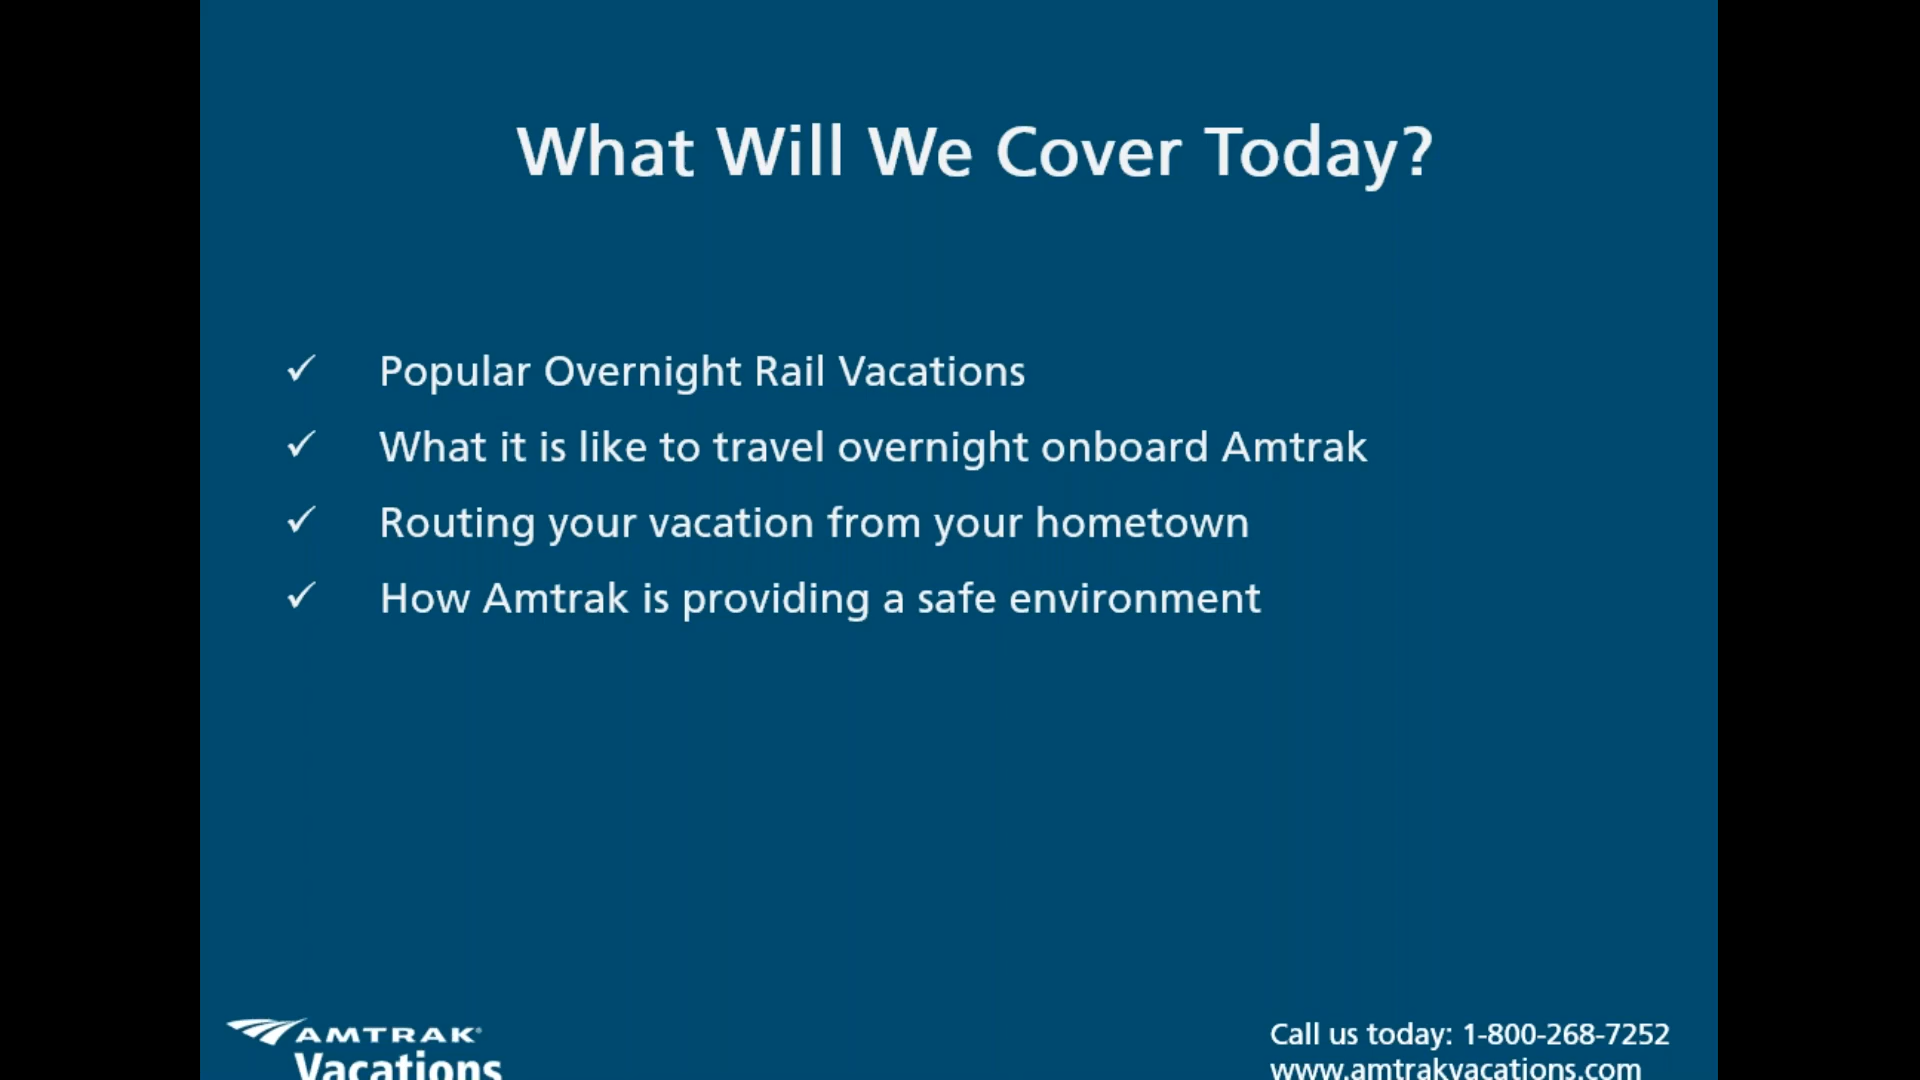 What Will We Cover Today?
✓ Popular Overnight Rail Vacations
✓ What it is like to travel overnight onboard Amtrak
✓ Routing your vacation from your hometown
✓ How Amtrak is providing a safe environment
AMTRAK®
Vacations
Call us today: 1-800-268-7252
www.amtrakvacations.com